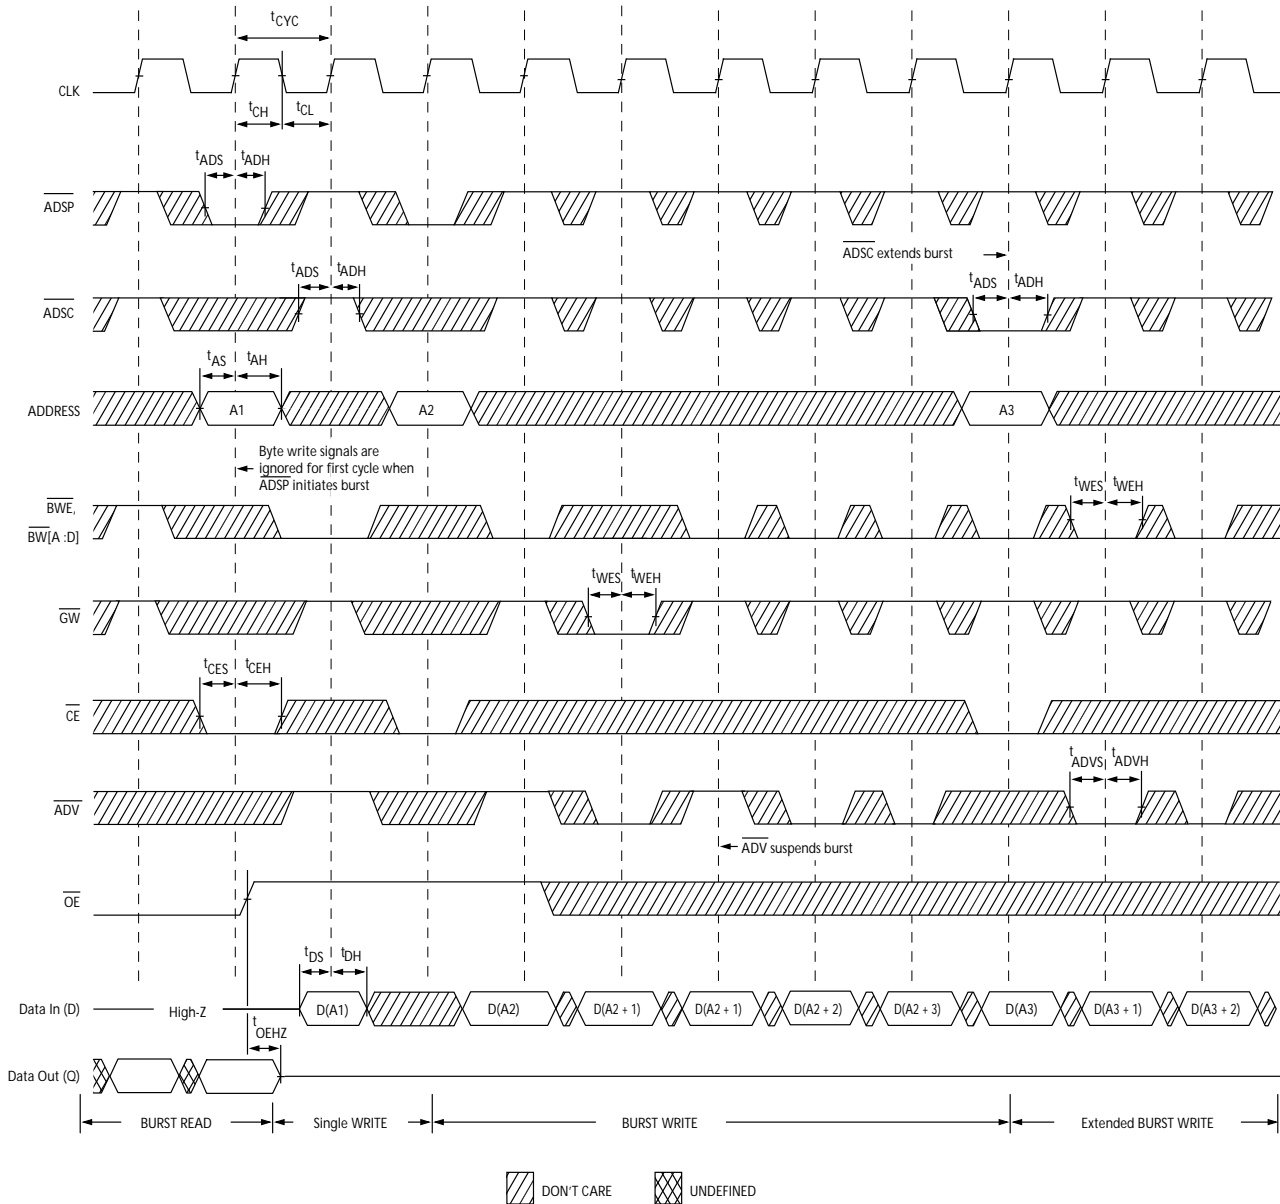 tCYC
CLK
tCH
tCL
tADS
tADH
ADSP
ADSC extends burst
tADS
tADH
tADS
tADH
ADSC
tAS
tAH
ADDRESS
A1
A2
A3
Byte write signals are
ignored for first cycle when
ADSP initiates burst
tWES
tWEH
BWE,
BW[A :D]
tWES
tWEH
GW
tCES
tCEH
CE
tADVS
tADVH
ADV
ADV suspends burst
OE
tDS
tDH
Data In (D)
High-Z
D(A1)
D(A2)
D(A2 + 1)
D(A2 + 1)
D(A2 + 2)
D(A2 + 3)
D(A3)
D(A3 + 1)
D(A3 + 2)
tOEHZ
Data Out (Q)
BURST READ
Single WRITE
BURST WRITE
Extended BURST WRITE
DON'T CARE
UNDEFINED